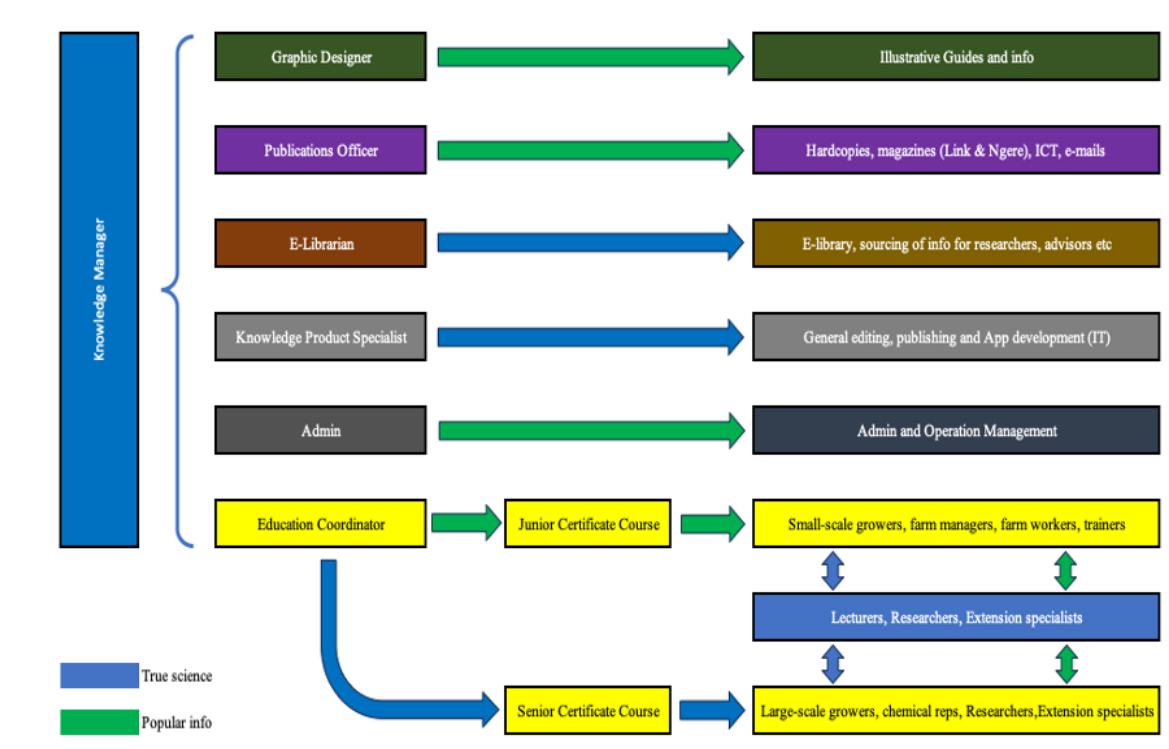 Knowledge Manager
Graphic Designer
Illustrative Guides and info
Publications Officer
Hardcopies, magazines (Link & Ngere), ICT, e-mails
E-Librarian
E-library, sourcing of info for researchers, advisors etc
Knowledge Product Specialist
General editing, publishing and App development (IT)
Admin
Admin and Operation Management
Education Coordinator
Junior Certificate Course
Small-scale growers, farm managers, farm workers, trainers
Lecturers, Researchers, Extension specialists
Senior Certificate Course
Large-scale growers, chemical reps, Researchers,Extension specialists
True science
Popular info